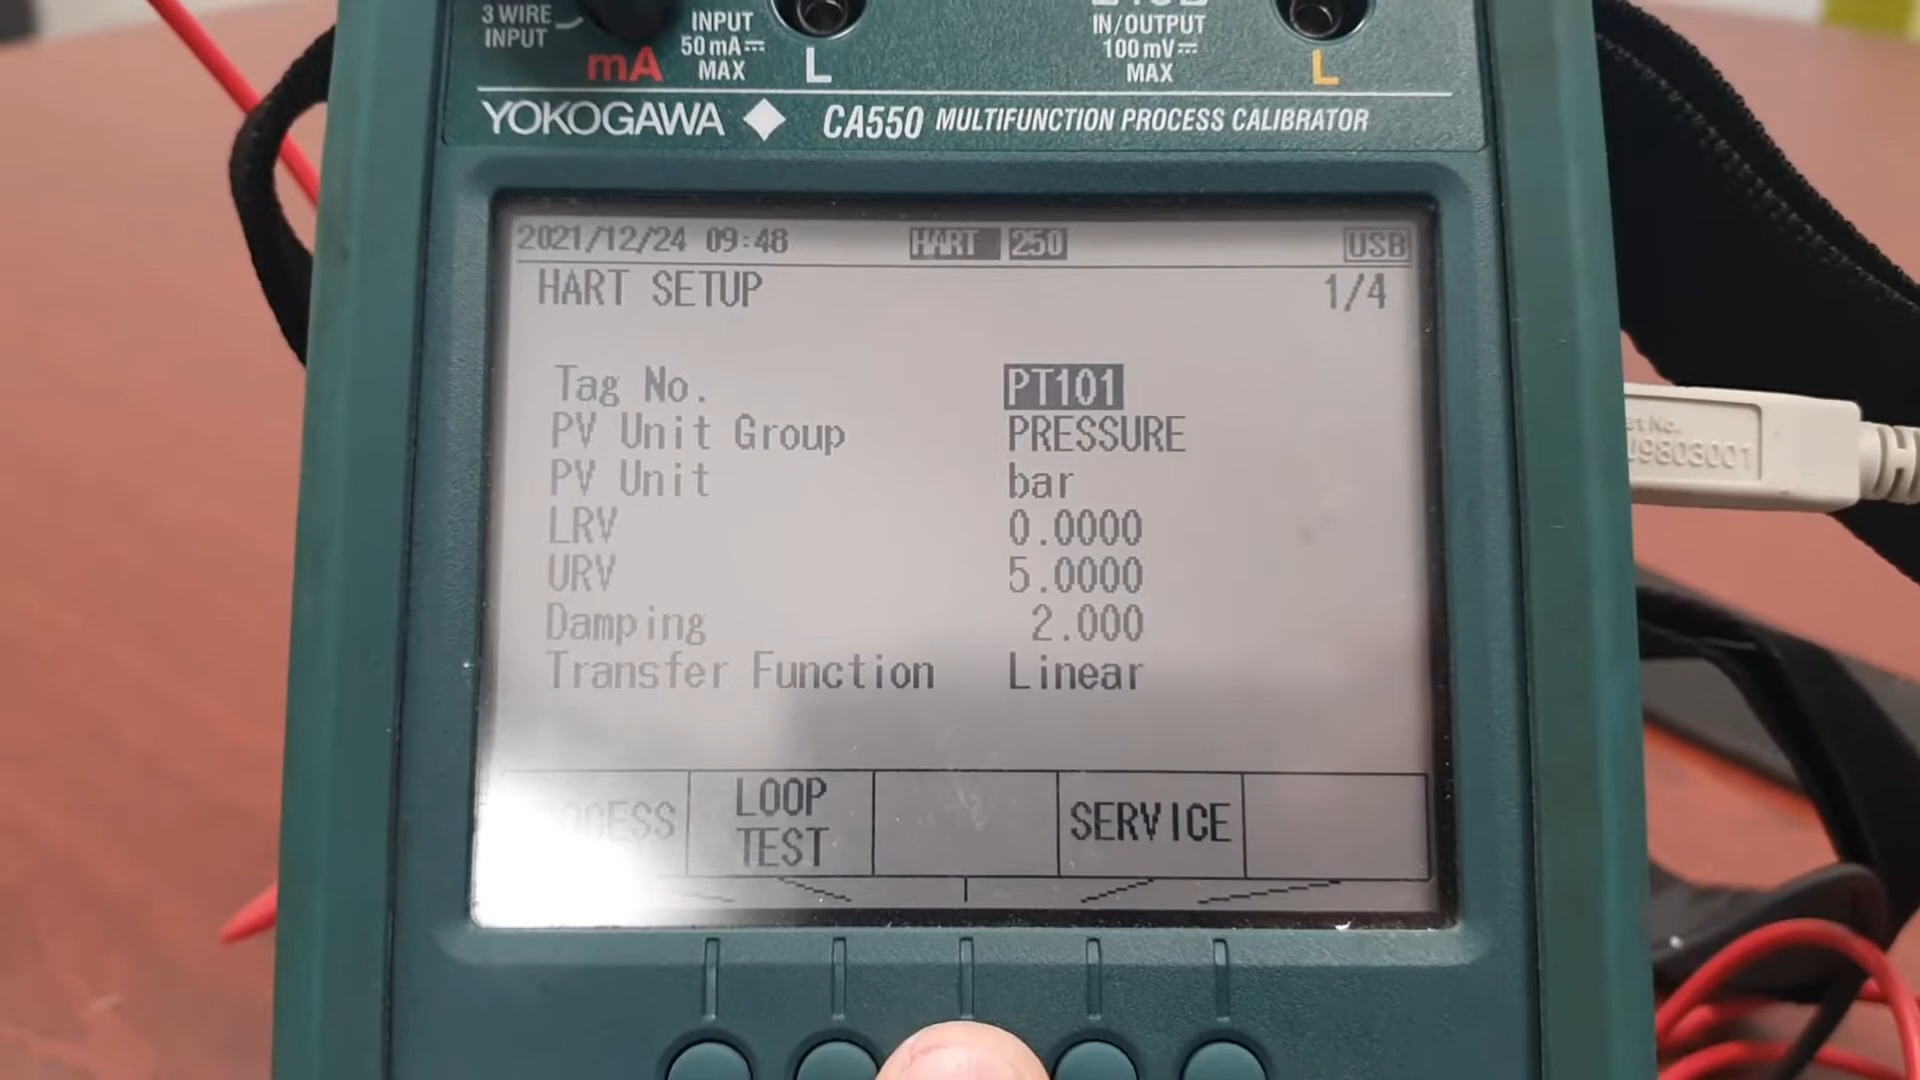 3 WIRE
INPUT
mA
INPUT
50 mA
MAX
L
IN/OUTPUT
100 mV
MAX
L
YOKOGAWA CA550 MULTIFUNCTION PROCESS CALIBRATOR
2021/12/24 09:48 HART 250 USB
HART SETUP 1/4
Tag No. PT101
PV Unit Group PRESSURE
PV Unit bar
LRV 0.0000
URV 5.0000
Damping 2.000
Transfer Function Linear
LOOP
TEST
SERVICE
No.
9803001